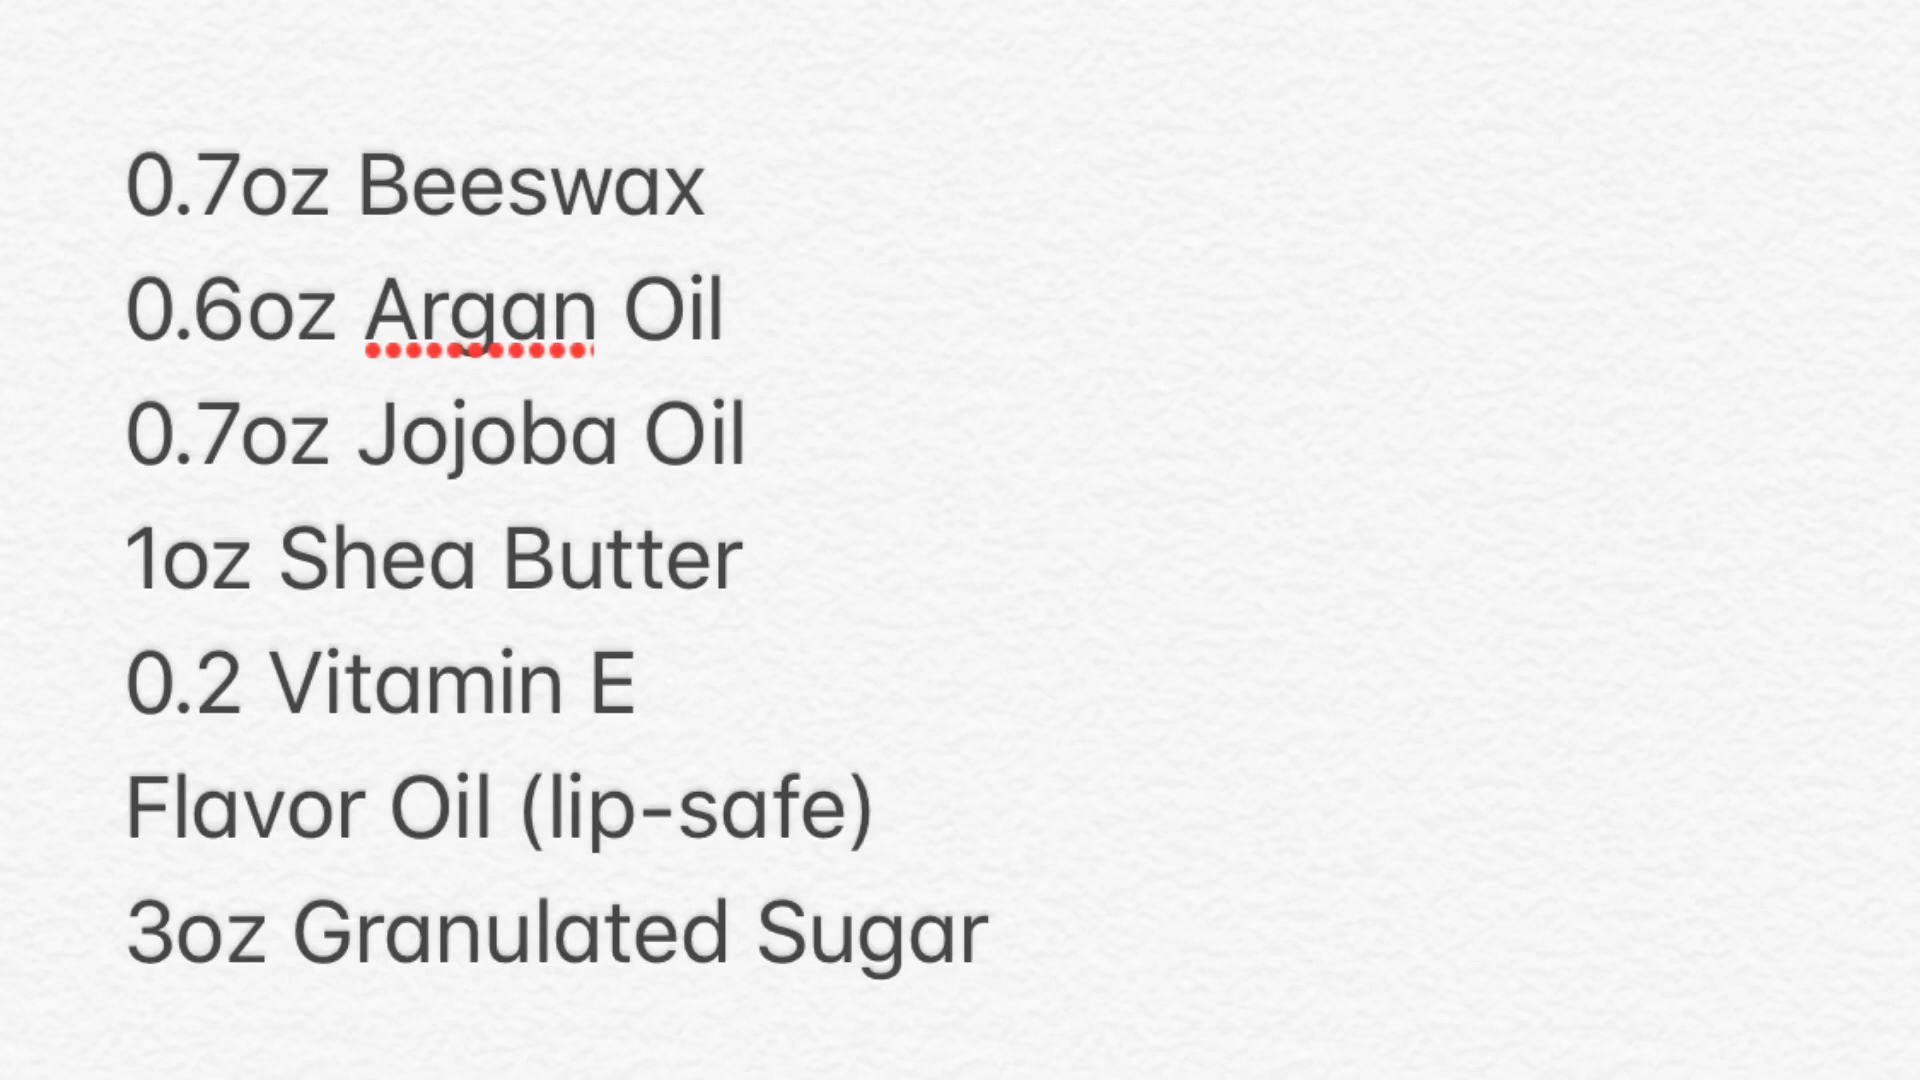 0.7oz Beeswax
0.6oz Argan Oil
0.7oz Jojoba Oil
1oz Shea Butter
0.2 Vitamin E
Flavor Oil (lip-safe)
3oz Granulated Sugar